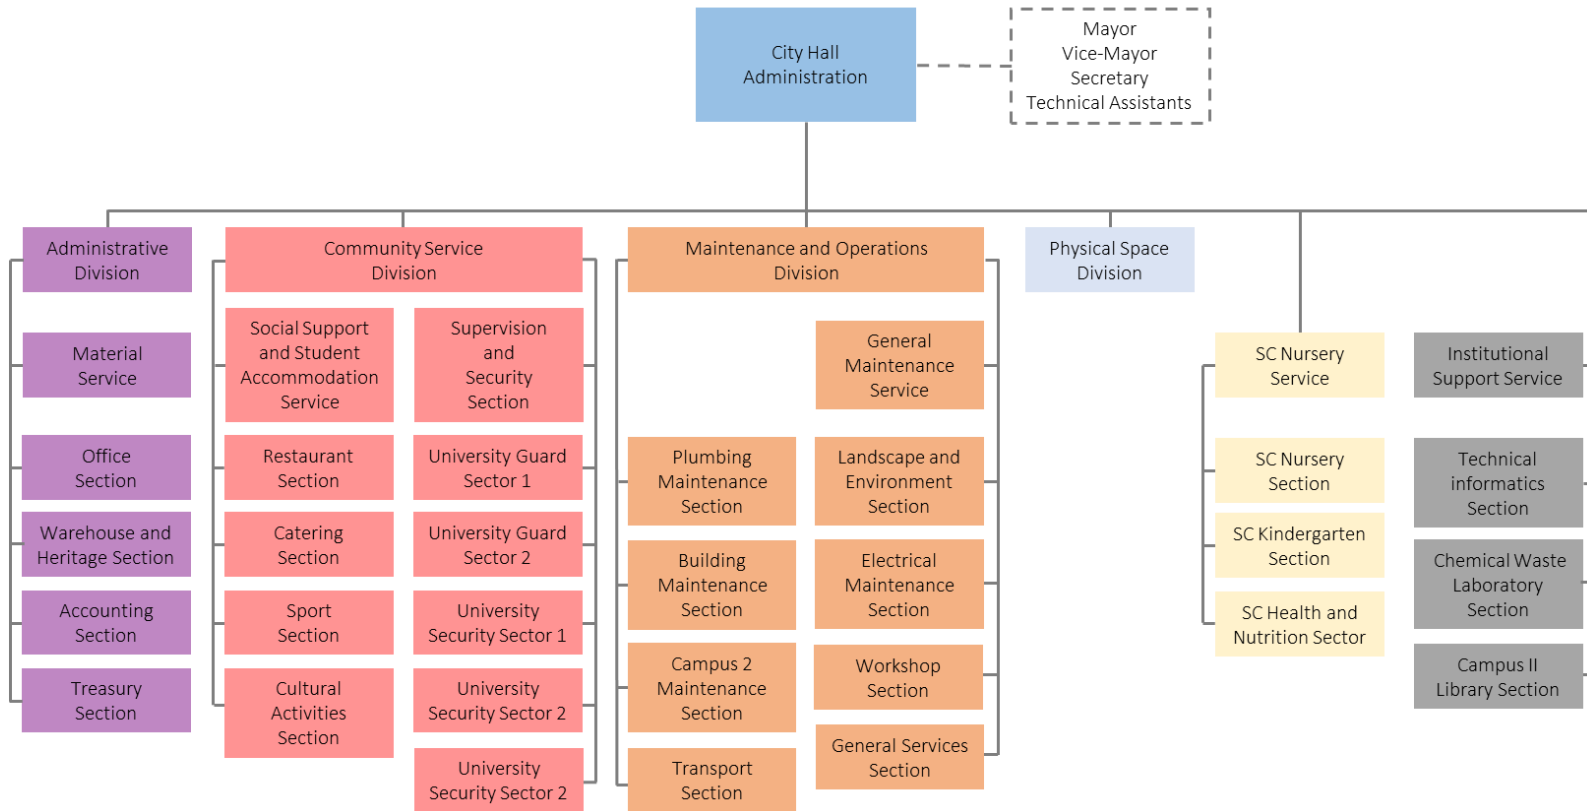 City Hall
Administration
Mayor
Vice-Mayor
Secretary
Technical Assistants
Administrative
Division
Material
Service
Office
Section
Warehouse and
Heritage Section
Accounting
Section
Treasury
Section
Community Service
Division
Social Support
and Student
Accommodation
Service
Restaurant
Section
Catering
Section
Sport
Section
Cultural
Activities
Section
Supervision
and
Security
Section
University Guard
Sector 1
University Guard
Sector 2
University
Security Sector 1
University
Security Sector 2
University
Security Sector 2
Maintenance and Operations
Division
Plumbing
Maintenance
Section
Building
Maintenance
Section
Campus 2
Maintenance
Section
Transport
Section
General
Maintenance
Service
Landscape and
Environment
Section
Electrical
Maintenance
Section
Workshop
Section
General Services
Section
Physical Space
Division
SC Nursery
Service
SC Nursery
Section
SC Kindergarten
Section
SC Health and
Nutrition Sector
Institutional
Support Service
Technical
informatics
Section
Chemical Waste
Laboratory
Section
Campus II
Library Section